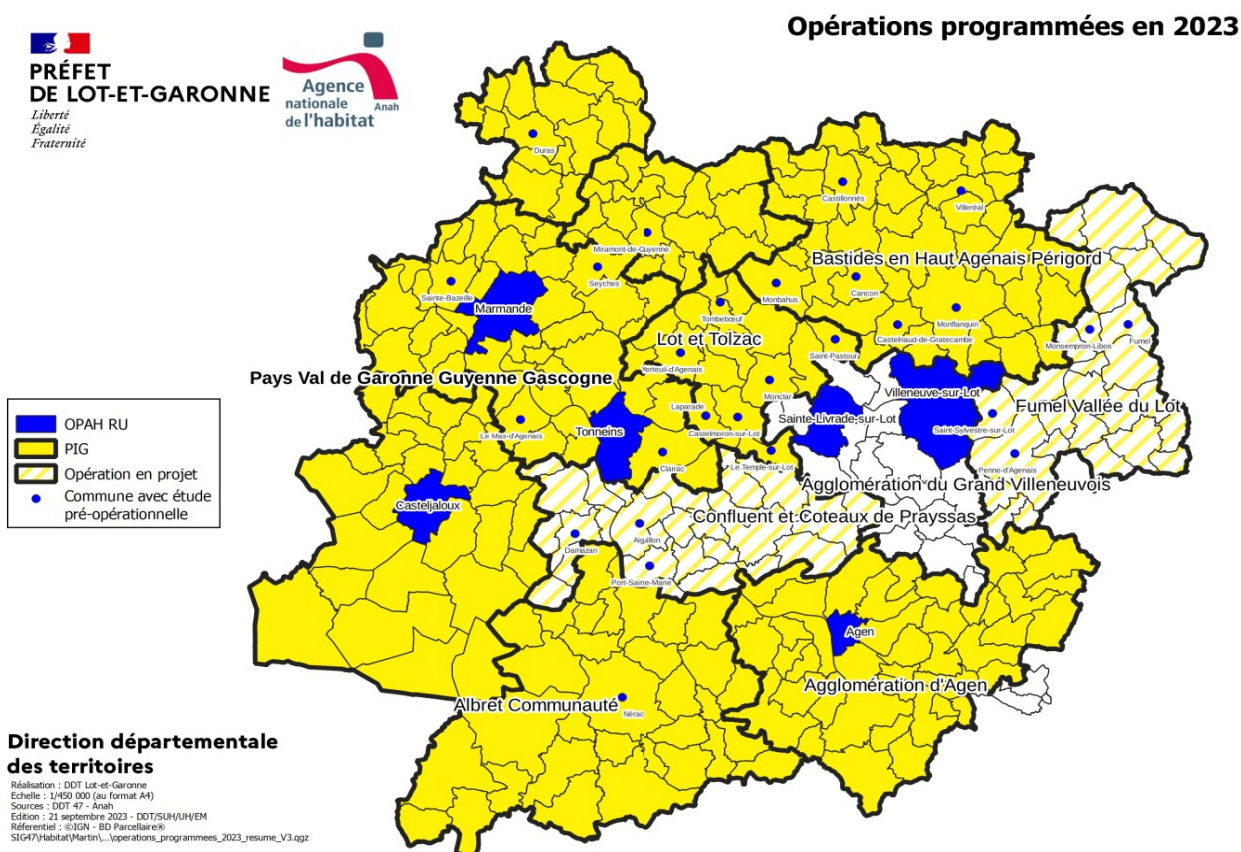 Opérations programmées en 2023
PRÉFET
DE LOT-ET-GARONNE
Liberté
Égalité
Fraternité
Agence
nationale
de l'habitat
Anah
Duras
Castillonnès
Villeréal
Miramont-de-Guyenne
Bastides en Haut Agenais Périgord
Seyches
Sainte-Bazeille
Marmande
Monbahus
Cancon
Tombebœuf
Monflanquin
Castelnaud-de-Gratecambe
Lot et Tolzac
Saint-Pastour
Monsempron-Libos
Fumel
Verteuil-d'Agenais
Pays Val de Garonne Guyenne Gascogne
Monclar
Villeneuve-sur-Lot
Fumel Vallée du Lot
Laparade
Sainte-Livrade-sur-Lot
Saint-Sylvestre-sur-Lot
Le Mas-d'Agenais
Tonneins
Castelmoron-sur-Lot
Clairac
Le Temple-sur-Lot
Penne-d'Agenais
Agglomération du Grand Villeneuvois
Casteljaloux
Confluent et Coteaux de Prayssas
Damazan
Aiguillon
Port-Saine-Marie
Agen
Agglomération d'Agen
Albret Communauté
Nérac
OPAH RU
PIG
Opération en projet
Commune avec étude
pré-opérationnelle
Direction départementale
des territoires
Réalisation : DDT Lot-et-Garonne
Echelle : 1/450 000 (au format A4)
Sources : DDT 47 - Anah
Edition : 21 septembre 2023 - DDT/SUH/UH/EM
Réferentiel : ©IGN - BD Parcellaire®
SIG47\Habitat\Martin\...\operations_programmees_2023_resume_V3.qgz